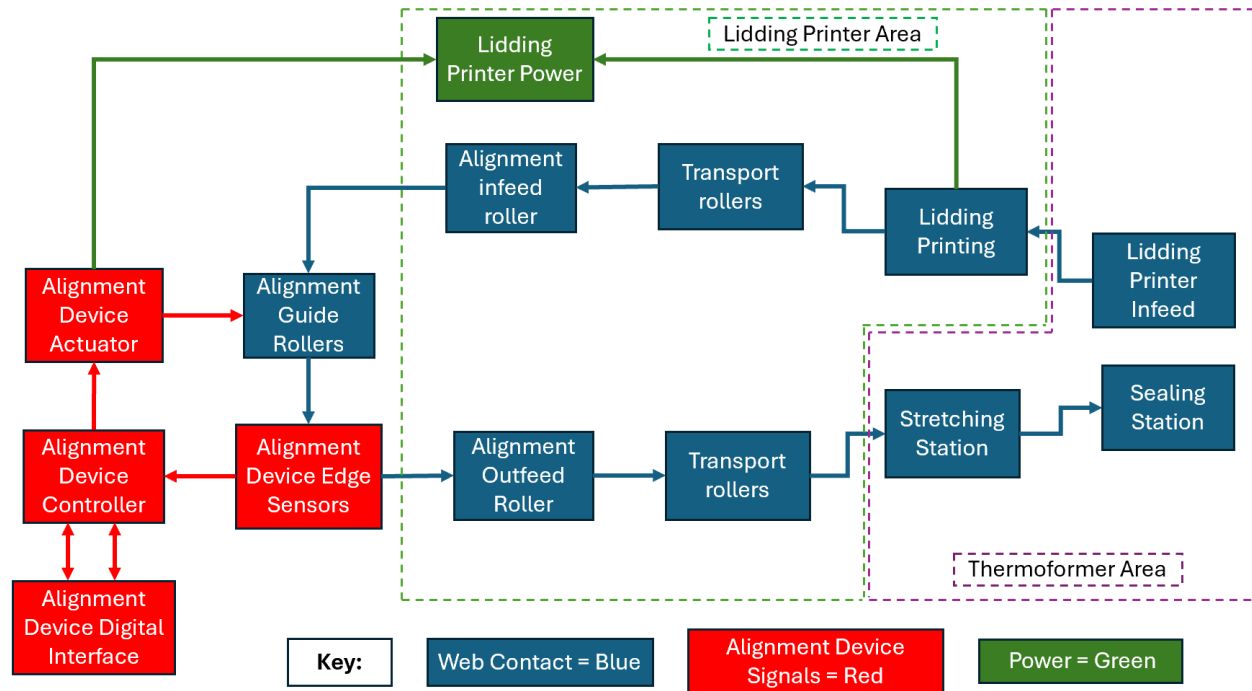 Lidding Printer Area
Lidding
Printer Power
Alignment
infeed
roller
Transport
rollers
Lidding
Printing
Lidding
Printer
Infeed
Alignment
Device
Actuator
Alignment
Guide
Rollers
Alignment
Device
Controller
Alignment
Device Edge
Sensors
Alignment
Outfeed
Roller
Transport
rollers
Stretching
Station
Sealing
Station
Thermoformer Area
Alignment
Device Digital
Interface
Key:
Web Contact = Blue
Alignment Device
Signals = Red
Power = Green